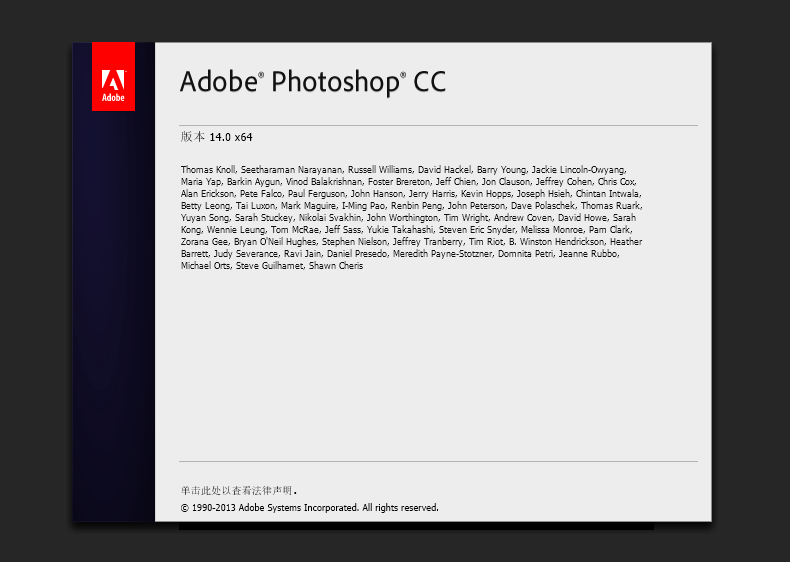 Adobe
Adobe® Photoshop® CC
版本 14.0 x64
Thomas Knoll, Seetharaman Narayanan, Russell Williams, David Hackel, Barry Young, Jackie Lincoln-Owyang,
Maria Yap, Barkin Aygun, Vinod Balakrishnan, Foster Brereton, Jeff Chien, Jon Clauson, Jeffrey Cohen, Chris Cox,
Alan Erickson, Pete Falco, Paul Ferguson, John Hanson, Jerry Harris, Kevin Hopps, Joseph Hsieh, Chintan Intwala,
Betty Leong, Tai Luxon, Mark Maguire, I-Ming Pao, Renbin Peng, John Peterson, Dave Polaschek, Thomas Ruark,
Yuyan Song, Sarah Stuckey, Nikolai Svakhin, John Worthington, Tim Wright, Andrew Coven, David Howe, Sarah
Kong, Wennie Leung, Tom McRae, Jeff Sass, Yukie Takahashi, Steven Eric Snyder, Melissa Monroe, Pam Clark,
Zorana Gee, Bryan O'Neil Hughes, Stephen Nielson, Jeffrey Tranberry, Tim Riot, B. Winston Hendrickson, Heather
Barrett, Judy Severance, Ravi Jain, Daniel Presedo, Meredith Payne-Stotzner, Domnita Petri, Jeanne Rubbo,
Michael Orts, Steve Guilhamet, Shawn Cheris
单击此处以查看法律声明.
© 1990-2013 Adobe Systems Incorporated. All rights reserved.